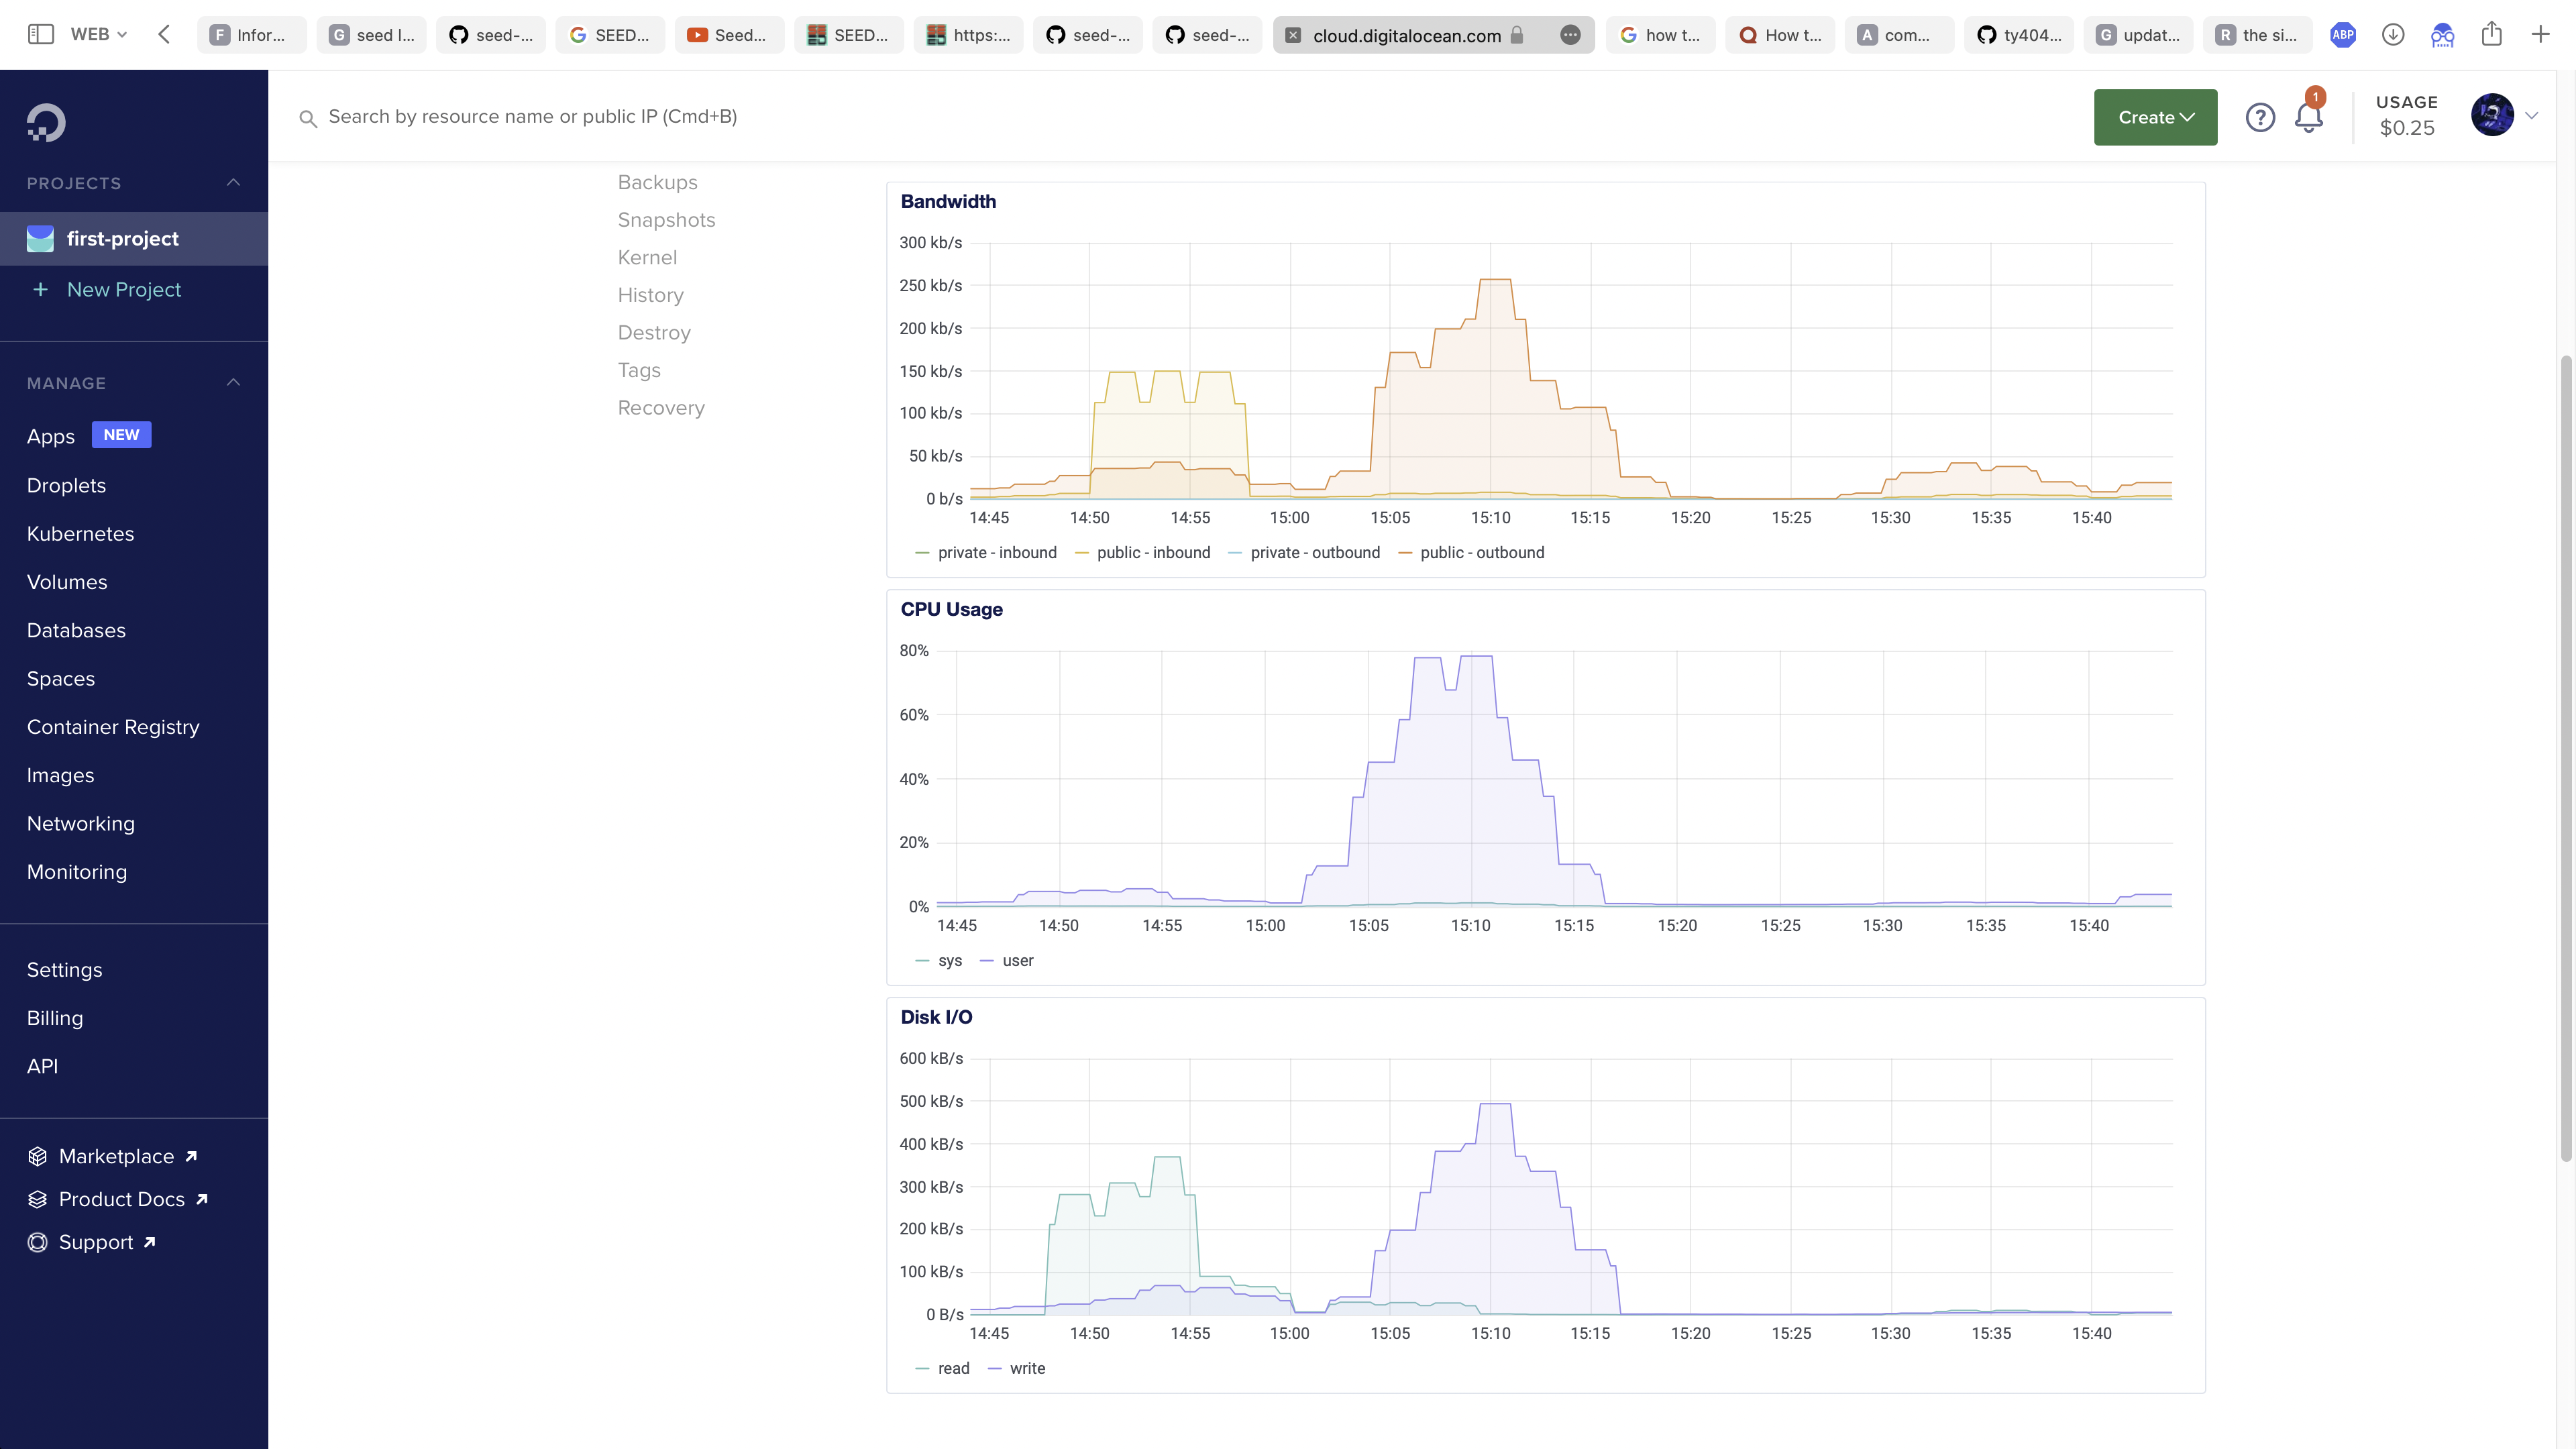 WEB
F Infor...
G seed l...
seed-...
SEED...
Seed...
SEED...
https:...
seed-...
seed-...
cloud.digitalocean.com
how t...
How t...
A com...
ty404...
G updat...
R the si...
ABP
Search by resource name or public IP (Cmd+B)
Create
1
USAGE
$0.25
PROJECTS
first-project
+ New Project
MANAGE
Apps NEW
Droplets
Kubernetes
Volumes
Databases
Spaces
Container Registry
Images
Networking
Monitoring
Settings
Billing
API
Marketplace
Product Docs
Support
Backups
Snapshots
Kernel
History
Destroy
Tags
Recovery
Bandwidth
300 kb/s
250 kb/s
200 kb/s
150 kb/s
100 kb/s
50 kb/s
0 b/s
14:45 14:50 14:55 15:00 15:05 15:10 15:15 15:20 15:25 15:30 15:35 15:40
private - inbound public - inbound private - outbound public - outbound
CPU Usage
80%
60%
40%
20%
0%
14:45 14:50 14:55 15:00 15:05 15:10 15:15 15:20 15:25 15:30 15:35 15:40
sys user
Disk I/O
600 kB/s
500 kB/s
400 kB/s
300 kB/s
200 kB/s
100 kB/s
0 B/s
14:45 14:50 14:55 15:00 15:05 15:10 15:15 15:20 15:25 15:30 15:35 15:40
read write